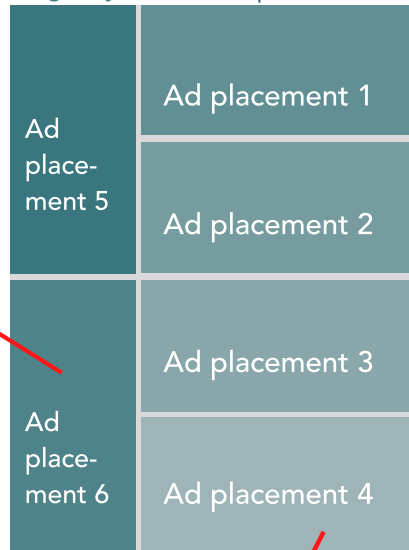 Ad placement 1
Ad
place-
ment 5
Ad placement 2
Ad placement 3
Ad
place-
ment 6
Ad placement 4